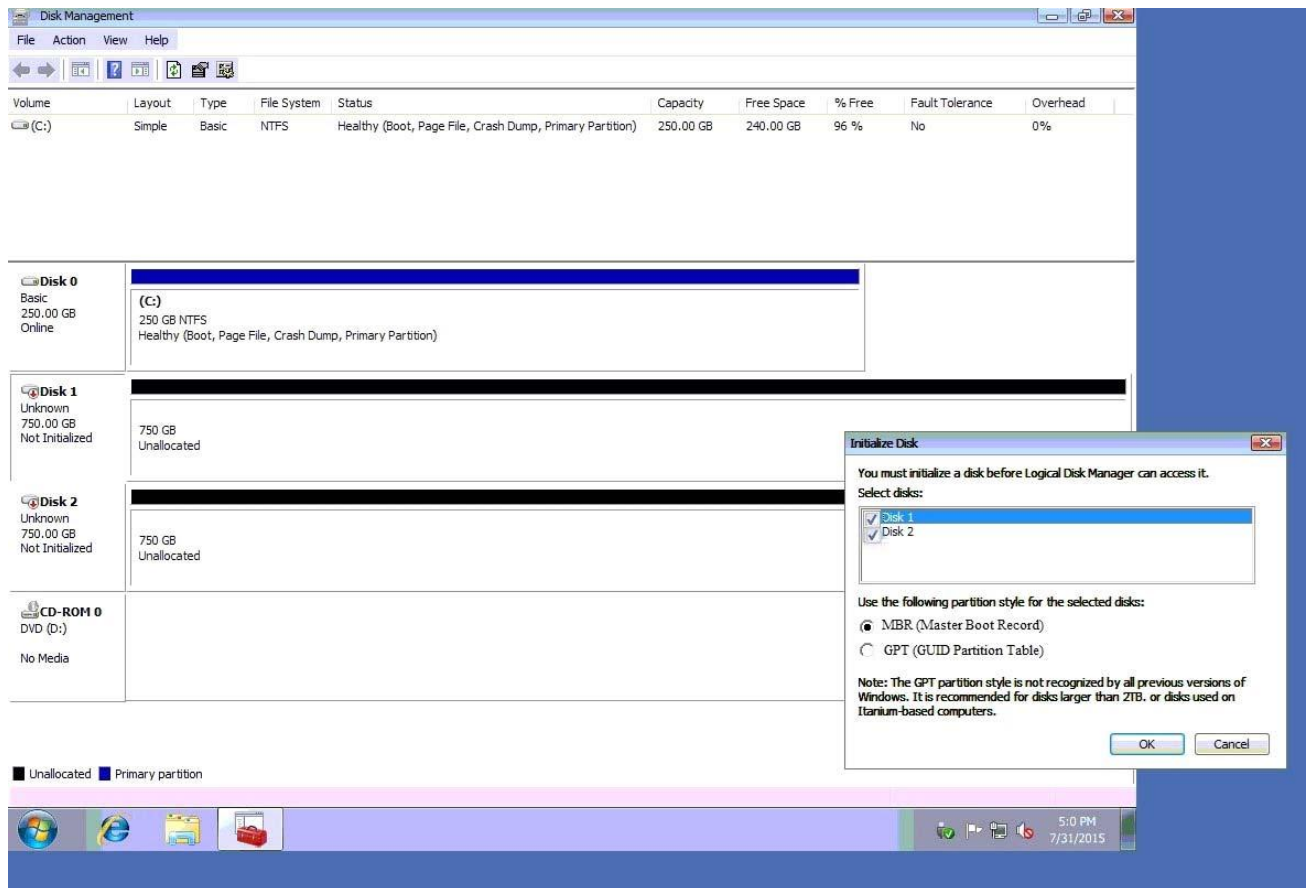 Disk Management
File Action View Help
Volume Layout Type File System Status Capacity Free Space % Free Fault Tolerance Overhead
(C:) Simple Basic NTFS Healthy (Boot, Page File, Crash Dump, Primary Partition) 250.00 GB 240.00 GB 96 % No 0%
Disk 0
Basic
250.00 GB
Online
(C:)
250 GB NTFS
Healthy (Boot, Page File, Crash Dump, Primary Partition)
Disk 1
Unknown
750.00 GB
Not Initialized
750 GB
Unallocated
Disk 2
Unknown
750.00 GB
Not Initialized
750 GB
Unallocated
CD-ROM 0
DVD (D:)
No Media
Initialize Disk
You must initialize a disk before Logical Disk Manager can access it.
Select disks:
Disk 1
Disk 2
Use the following partition style for the selected disks:
MBR (Master Boot Record)
GPT (GUID Partition Table)
Note: The GPT partition style is not recognized by all previous versions of
Windows. It is recommended for disks larger than 2TB. or disks used on
Itanium-based computers.
OK Cancel
Unallocated Primary partition
5:0 PM
7/31/2015